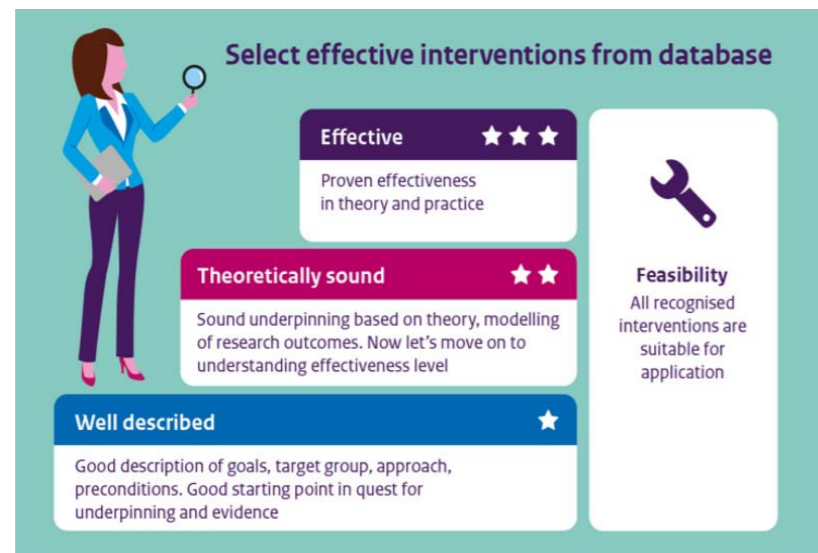 Select effective interventions from database
Effective
Proven effectiveness
in theory and practice
Theoretically sound
Sound underpinning based on theory, modelling
of research outcomes. Now let's move on to
understanding effectiveness level
Well described
Good description of goals, target group, approach,
preconditions. Good starting point in quest for
underpinning and evidence
Feasibility
All recognised
interventions are
suitable for
application